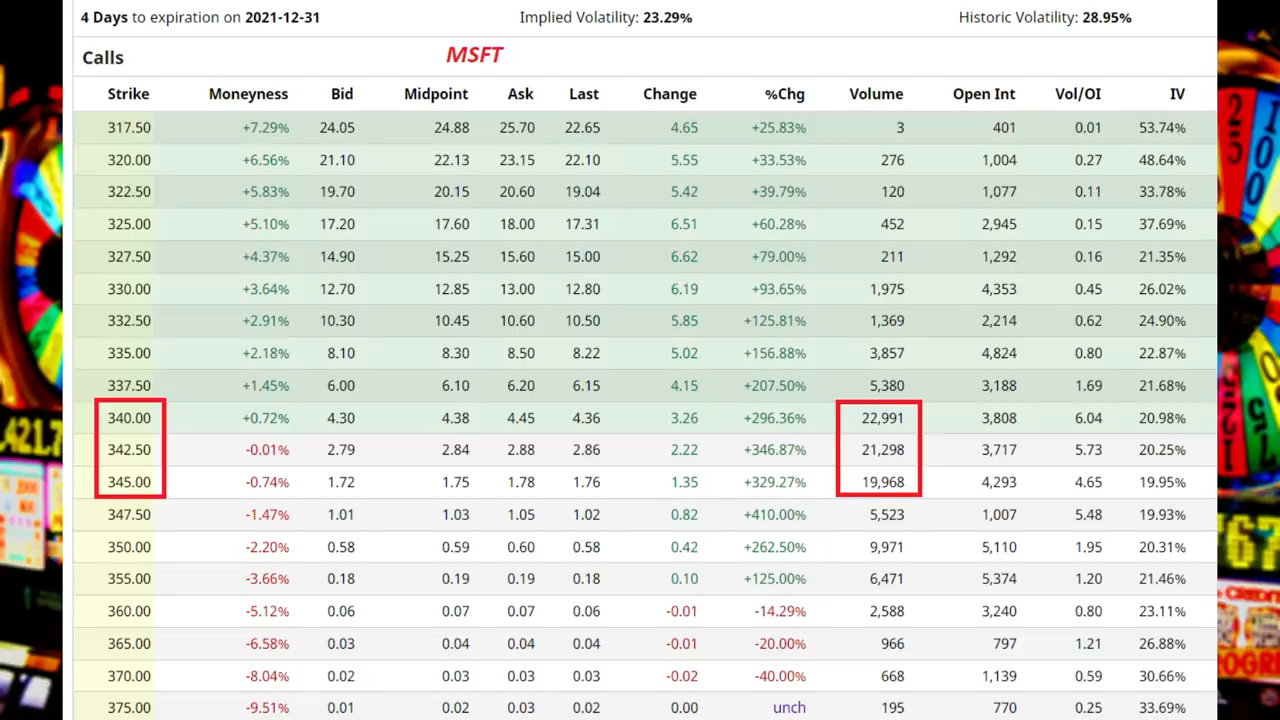 4 Days to expiration on 2021-12-31 Implied Volatility: 23.29% Historic Volatility: 28.95%
Calls MSFT
Strike Moneyness Bid Midpoint Ask Last Change %Chg Volume Open Int Vol/OI IV
317.50 +7.29% 24.05 24.88 25.70 22.65 4.65 +25.83% 3 401 0.01 53.74%
320.00 +6.56% 21.10 22.13 23.15 22.10 5.55 +33.53% 276 1,004 0.27 48.64%
322.50 +5.83% 19.70 20.15 20.60 19.04 5.42 +39.79% 120 1,077 0.11 33.78%
325.00 +5.10% 17.20 17.60 18.00 17.31 6.51 +60.28% 452 2,945 0.15 37.69%
327.50 +4.37% 14.90 15.25 15.60 15.00 6.62 +79.00% 211 1,292 0.16 21.35%
330.00 +3.64% 12.70 12.85 13.00 12.80 6.19 +93.65% 1,975 4,353 0.45 26.02%
332.50 +2.91% 10.30 10.45 10.60 10.50 5.85 +125.81% 1,369 2,214 0.62 24.90%
335.00 +2.18% 8.10 8.30 8.50 8.22 5.02 +156.88% 3,857 4,824 0.80 22.87%
337.50 +1.45% 6.00 6.10 6.20 6.15 4.15 +207.50% 5,380 3,188 1.69 21.68%
340.00 +0.72% 4.30 4.38 4.45 4.36 3.26 +296.36% 22,991 3,808 6.04 20.98%
342.50 -0.01% 2.79 2.84 2.88 2.86 2.22 +346.87% 21,298 3,717 5.73 20.25%
345.00 -0.74% 1.72 1.75 1.78 1.76 1.35 +329.27% 19,968 4,293 4.65 19.95%
347.50 -1.47% 1.01 1.03 1.05 1.02 0.82 +410.00% 5,523 1,007 5.48 19.93%
350.00 -2.20% 0.58 0.59 0.60 0.58 0.42 +262.50% 9,971 5,110 1.95 20.31%
355.00 -3.66% 0.18 0.19 0.19 0.18 0.10 +125.00% 6,471 5,374 1.20 21.46%
360.00 -5.12% 0.06 0.07 0.07 0.06 -0.01 -14.29% 2,588 3,240 0.80 23.11%
365.00 -6.58% 0.03 0.04 0.04 0.04 -0.01 -20.00% 966 797 1.21 26.88%
370.00 -8.04% 0.02 0.03 0.03 0.03 -0.02 -40.00% 668 1,139 0.59 30.66%
375.00 -9.51% 0.01 0.02 0.03 0.02 0.00 unch 195 770 0.25 33.69%